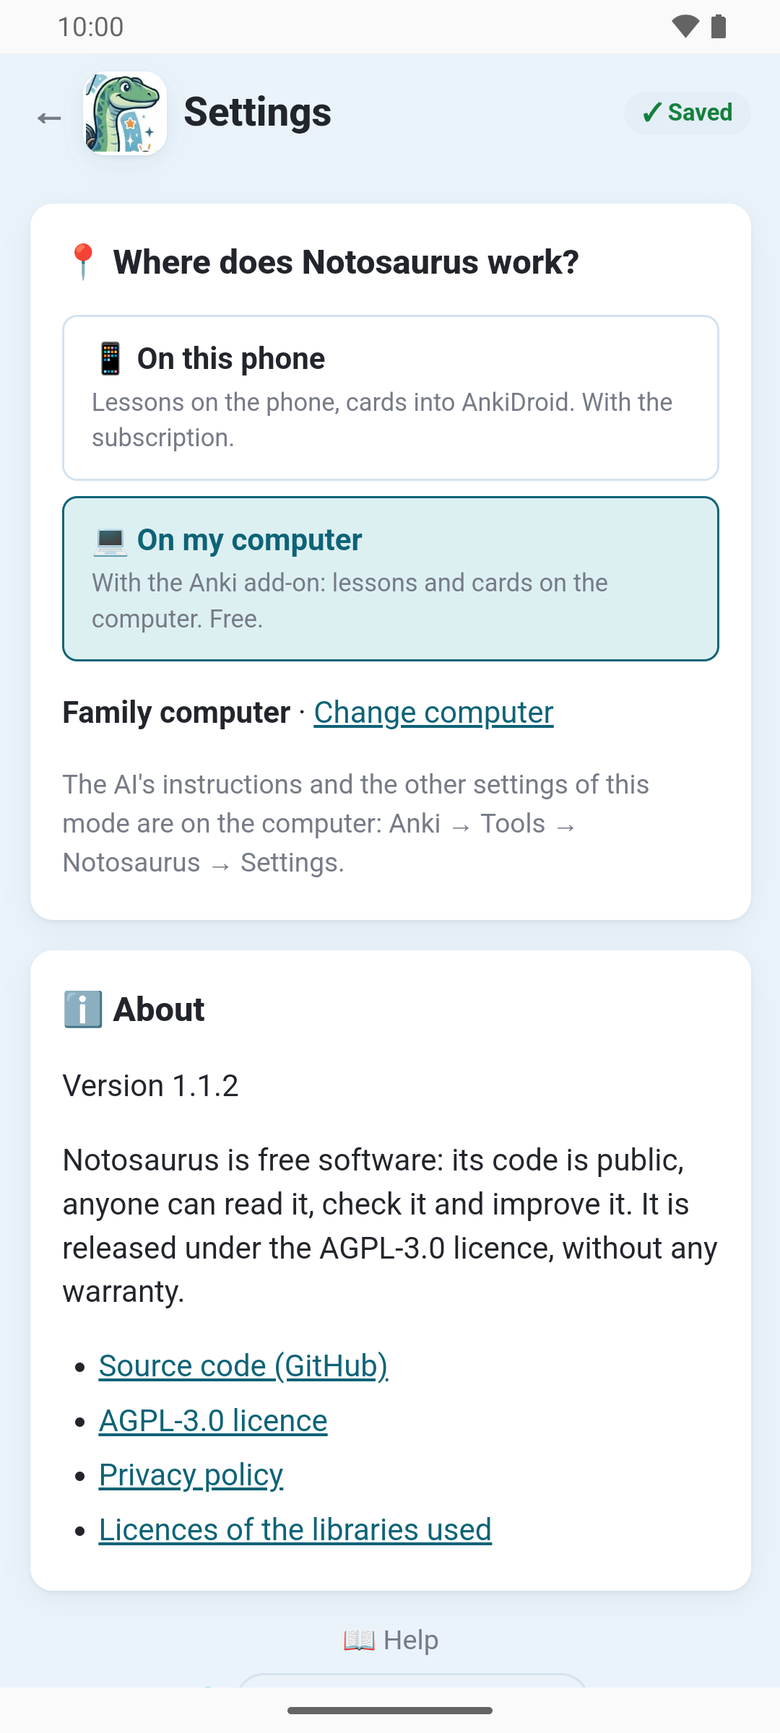 10:00
← Settings
✓ Saved
📍 Where does Notosaurus work?
📱 On this phone
Lessons on the phone, cards into AnkiDroid. With the
subscription.
💻 On my computer
With the Anki add-on: lessons and cards on the
computer. Free.
Family computer · Change computer
The AI's instructions and the other settings of this
mode are on the computer: Anki → Tools →
Notosaurus → Settings.
ℹ️ About
Version 1.1.2
Notosaurus is free software: its code is public,
anyone can read it, check it and improve it. It is
released under the AGPL-3.0 licence, without any
warranty.
• Source code (GitHub)
• AGPL-3.0 licence
• Privacy policy
• Licences of the libraries used
📖 Help